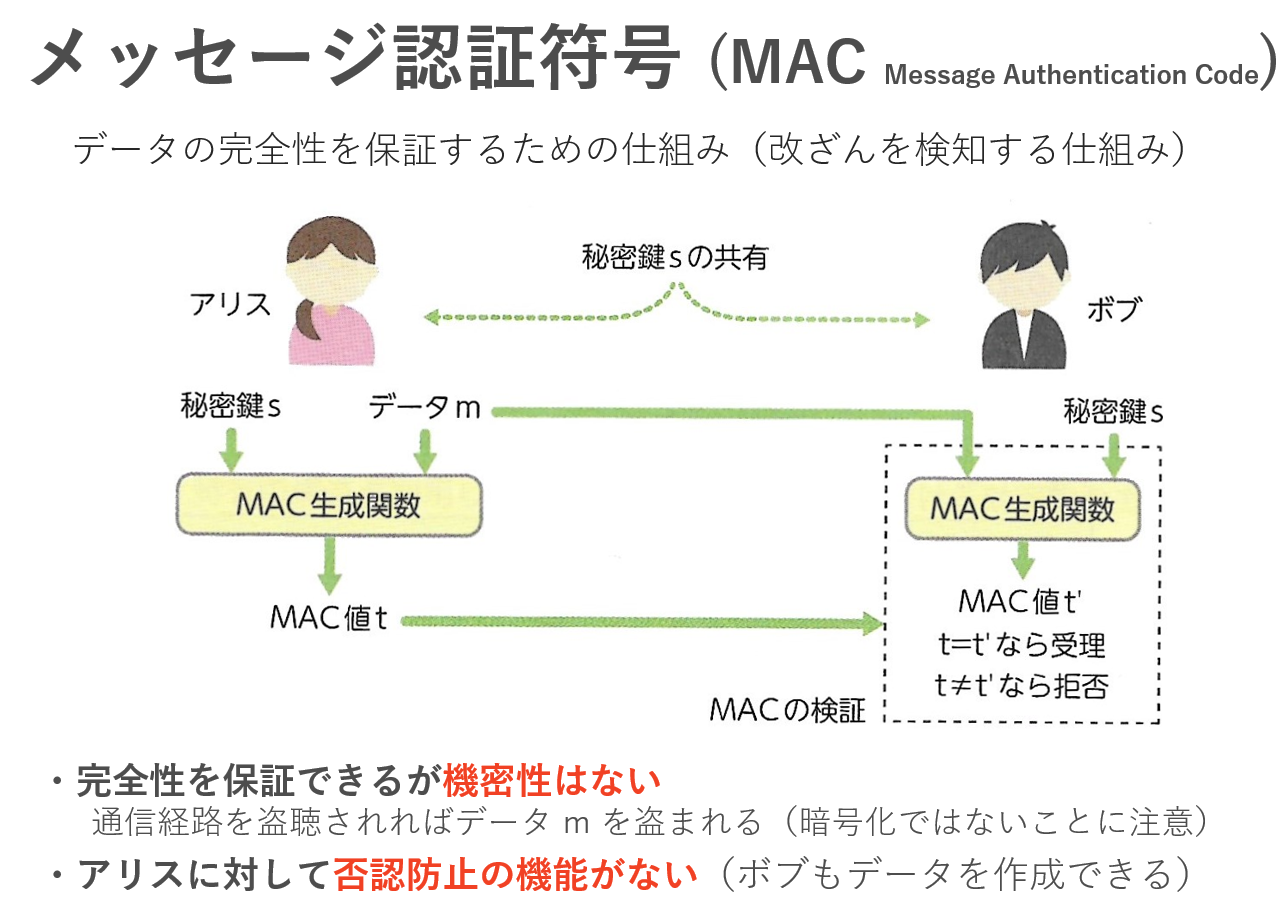 メッセージ認証符号 (MAC Message Authentication Code)
データの完全性を保証するための仕組み（改ざんを検知する仕組み）
秘密鍵sの共有
アリス
ボブ
秘密鍵s
データm
秘密鍵s
MAC生成関数
MAC生成関数
MAC値t
MAC値t'
t=t'なら受理
t≠t'なら拒否
MACの検証
・完全性を保証できるが機密性はない
通信経路を盗聴されればデータ m を盗まれる（暗号化ではないことに注意）
・アリスに対して否認防止の機能がない（ボブもデータを作成できる）